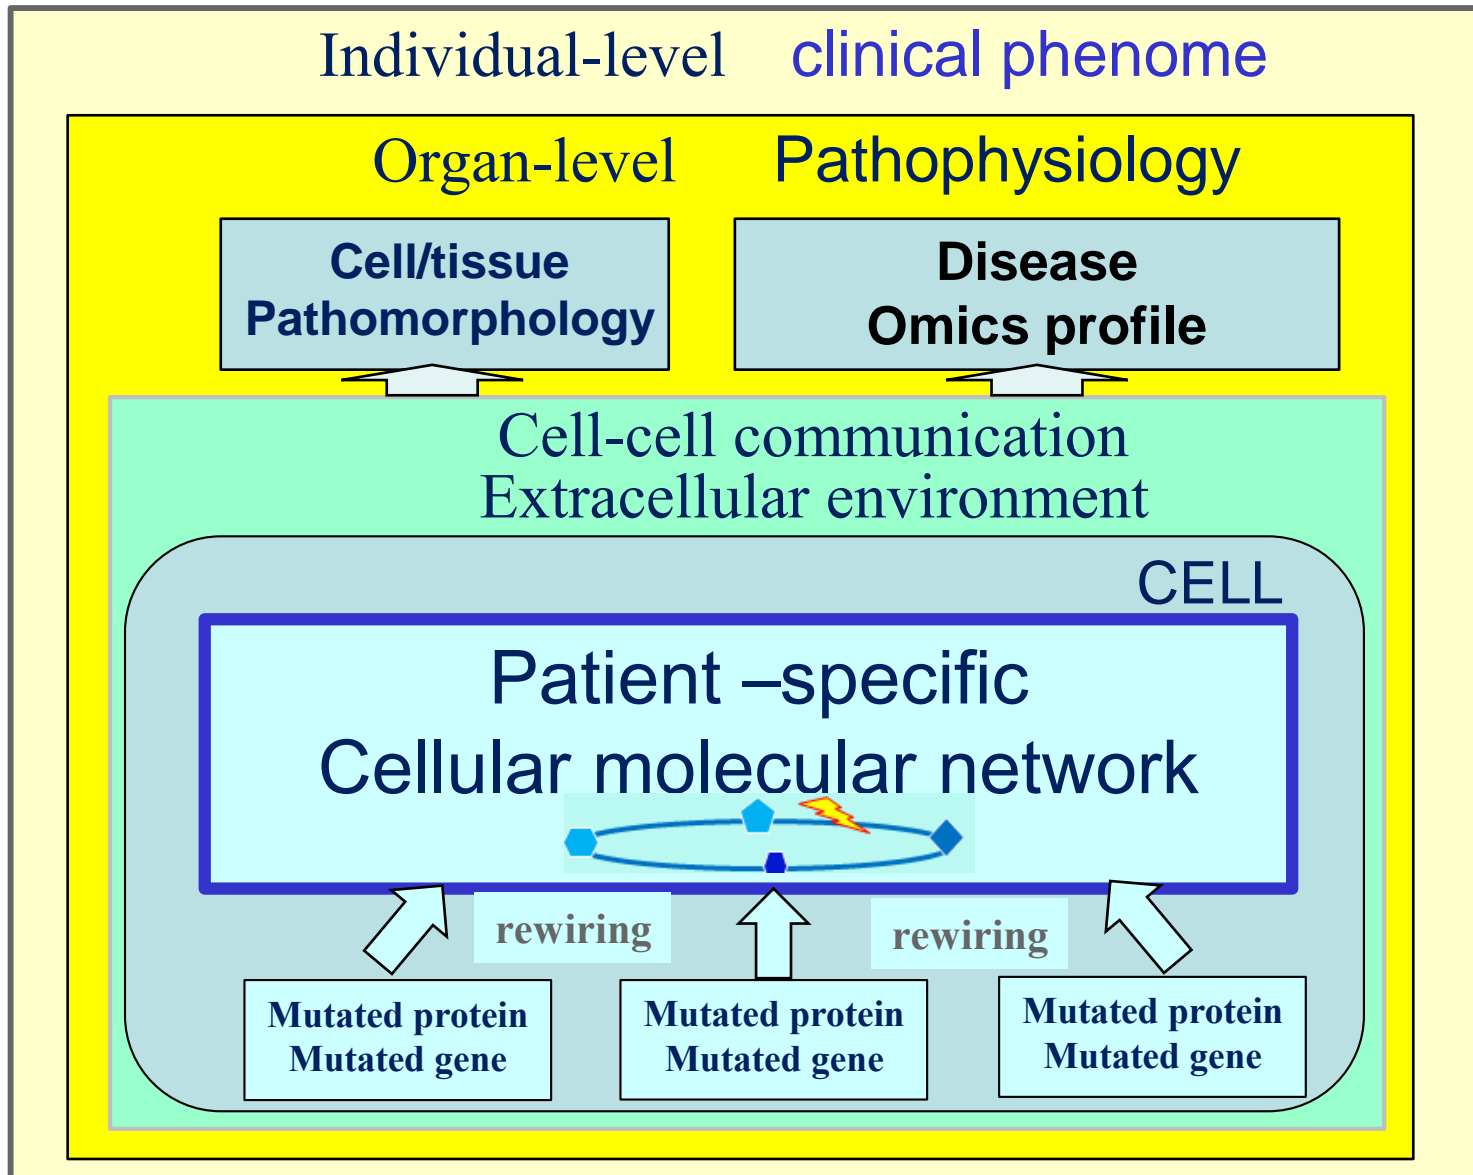 Individual-level clinical phenome
Organ-level Pathophysiology
Cell/tissue
Pathomorphology
Disease
Omics profile
Cell-cell communication
Extracellular environment
CELL
Patient –specific
Cellular molecular network
rewiring
rewiring
Mutated protein
Mutated gene
Mutated protein
Mutated gene
Mutated protein
Mutated gene